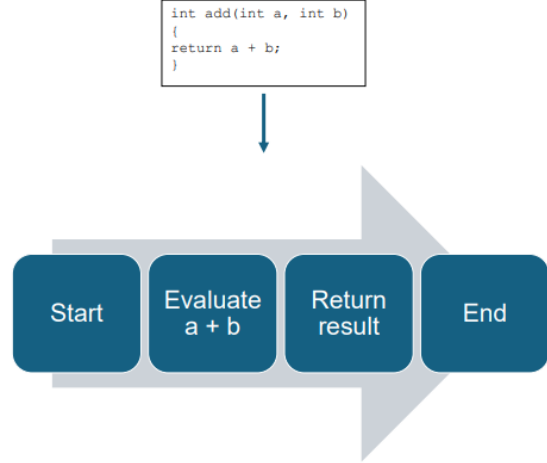 int add(int a, int b)
{
return a + b;
}
Start
Evaluate
a + b
Return
result
End